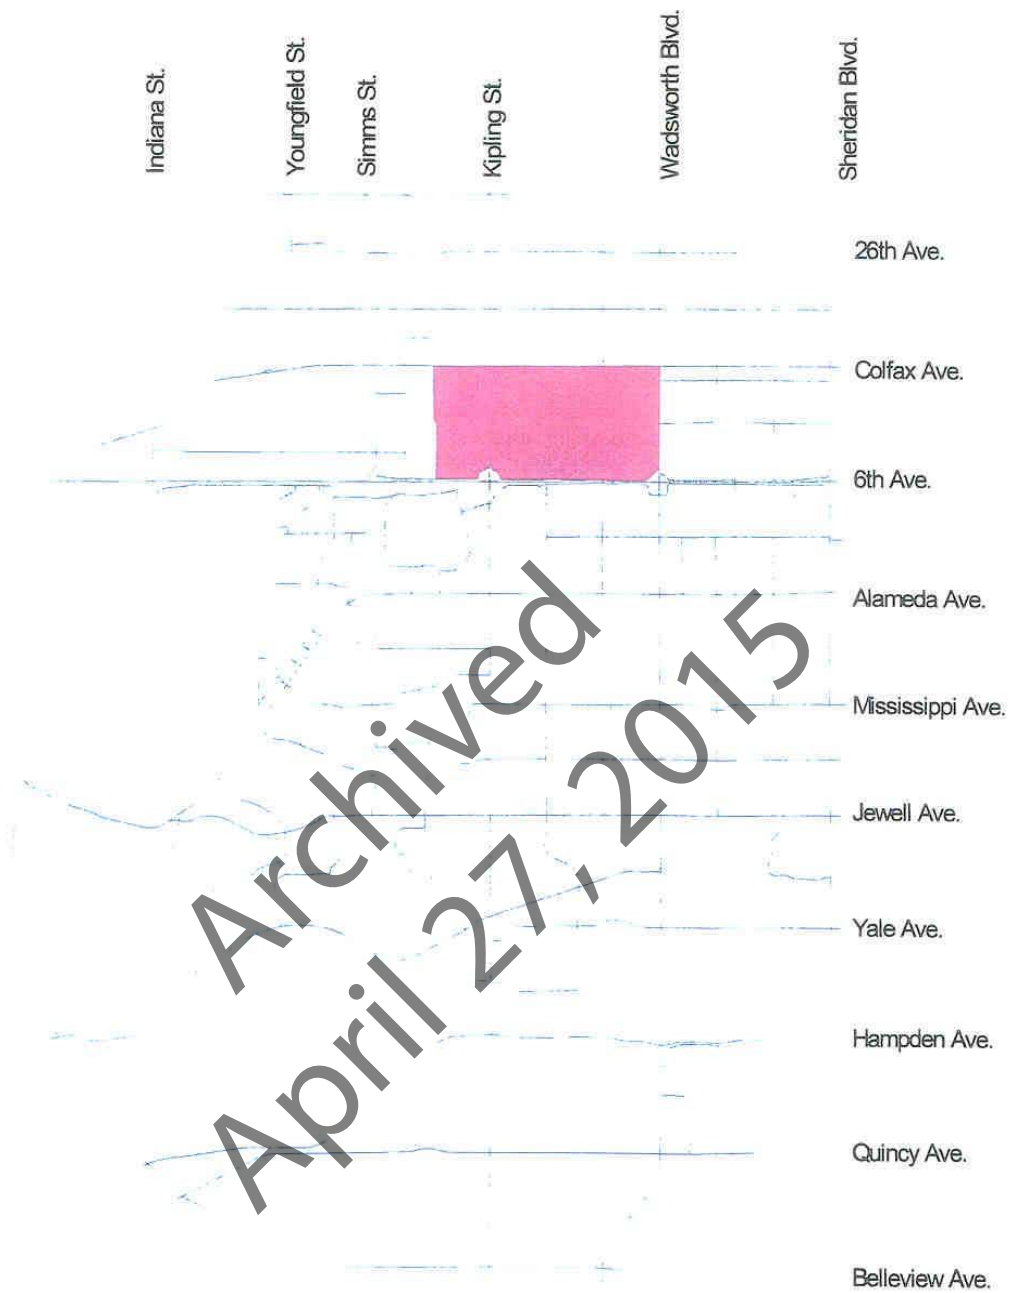 Indiana St.
Youngfield St.
Simms St.
Kipling St.
Wadsworth Blvd.
Sheridan Blvd.
26th Ave.
Colfax Ave.
6th Ave.
Alameda Ave.
Mississippi Ave.
Jewell Ave.
Yale Ave.
Hampden Ave.
Quincy Ave.
Belleview Ave.
Archived
April 27, 2015